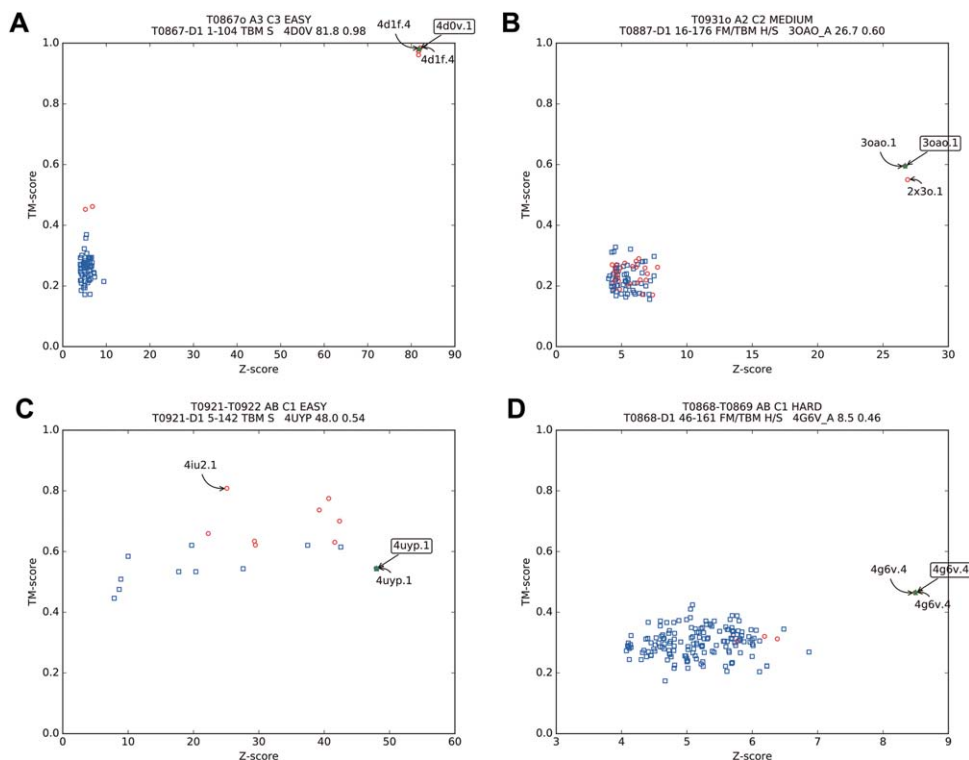 A
T0867o A3 C3 EASY
T0867-D1 1-104 TBM S 4D0V 81.8 0.98
1.0
0.8
0.6
0.4
0.2
0.0
TM-score
4d1f.4
4d0v.1
4d1f.4
0 10 20 30 40 50 60 70 80 90
Z-score
B
T0931o A2 C2 MEDIUM
T0887-D1 16-176 FM/TBM H/S 3OAO_A 26.7 0.60
1.0
0.8
0.6
0.4
0.2
0.0
TM-score
3oao.1
3oao.1
2x3o.1
0 5 10 15 20 25 30
Z-score
C
T0921-T0922 AB C1 EASY
T0921-D1 5-142 TBM S 4UYP 48.0 0.54
1.0
0.8
0.6
0.4
0.2
0.0
TM-score
4iu2.1
4uyp.1
4uyp.1
0 10 20 30 40 50 60
Z-score
D
T0868-T0869 AB C1 HARD
T0868-D1 46-161 FM/TBM H/S 4G6V_A 8.5 0.46
1.0
0.8
0.6
0.4
0.2
0.0
TM-score
4g6v.4
4g6v.4
4g6v.4
3 4 5 6 7 8 9
Z-score